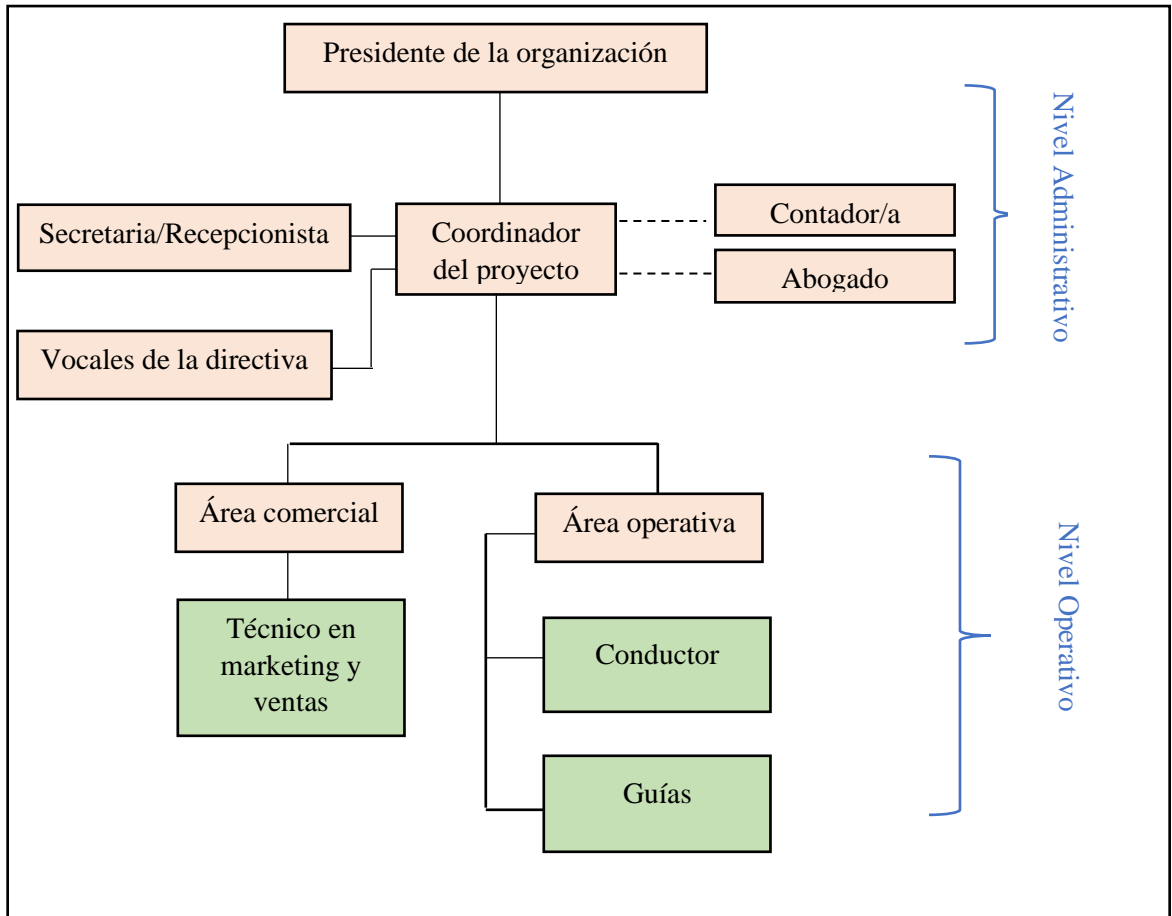 Presidente de la organización
Nivel Administrativo
Secretaria/Recepcionista
Coordinador
del proyecto
Contador/a
Abogado
Vocales de la directiva
Área comercial
Área operativa
Nivel Operativo
Técnico en
marketing y
ventas
Conductor
Guías